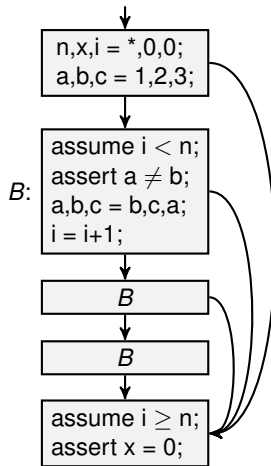 n,x,i = *,0,0;
a,b,c = 1,2,3;
B:
assume i < n;
assert a ≠ b;
a,b,c = b,c,a;
i = i+1;
B
B
assume i ≥ n;
assert x = 0;